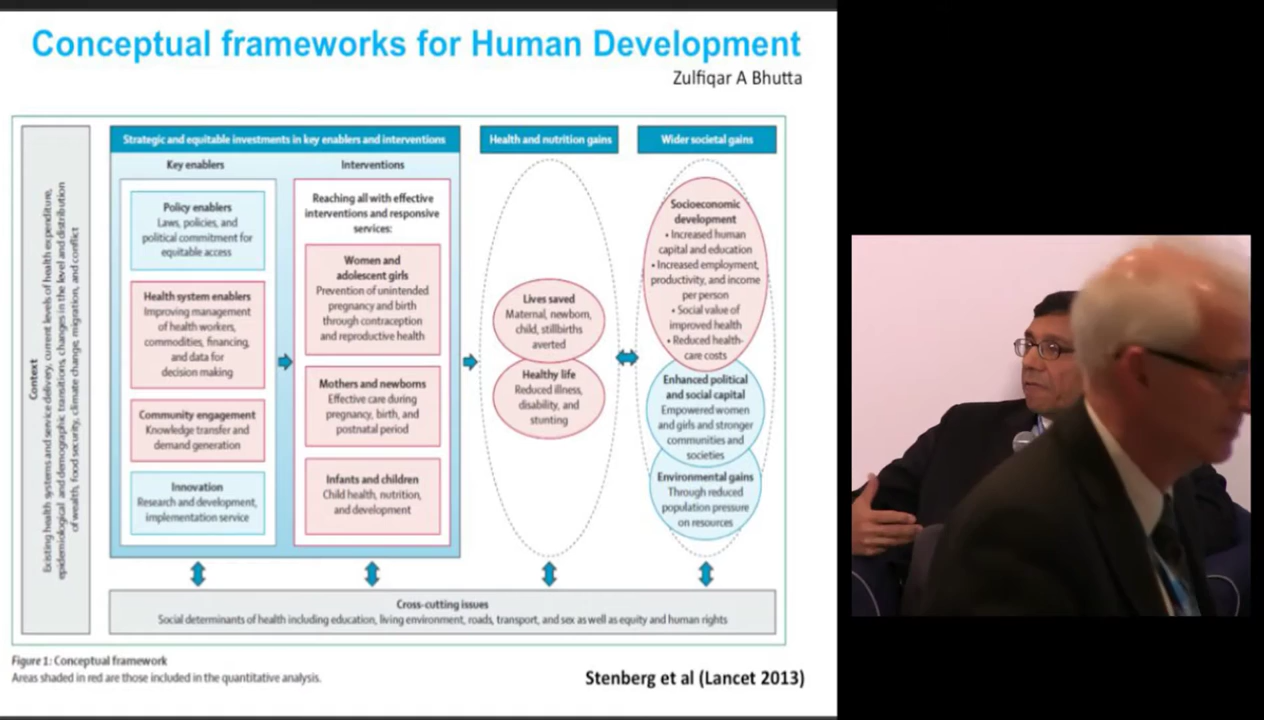 Conceptual frameworks for Human Development
Zulfiqar A Bhutta
Context
Existing health systems and service delivery, current levels of health expenditure,
epidemiological and demographic transitions, changes in the level and distribution
of wealth, food security, climate change, migration, and conflict
Strategic and equitable investments in key enablers and interventions
Key enablers
Policy enablers
Laws, policies, and
political commitment for
equitable access
Health system enablers
Improving management
of health workers,
commodities, financing,
and data for
decision making
Community engagement
Knowledge transfer and
demand generation
Innovation
Research and development,
implementation service
Interventions
Reaching all with effective
interventions and responsive
services:
Women and
adolescent girls
Prevention of unintended
pregnancy and birth
through contraception
and reproductive health
Mothers and newborns
Effective care during
pregnancy, birth, and
postnatal period
Infants and children
Child health, nutrition,
and development
Health and nutrition gains
Lives saved
Maternal, newborn,
child, stillbirths
averted
Healthy life
Reduced illness,
disability, and
stunting
Wider societal gains
Socioeconomic
development
• Increased human
capital and education
• Increased employment,
productivity, and income
per person
• Social value of
improved health
• Reduced health-
care costs
Enhanced political
and social capital
Empowered women
and girls and stronger
communities and
societies
Environmental gains
Through reduced
population pressure
on resources
Cross-cutting issues
Social determinants of health including education, living environment, roads, transport, and sex as well as equity and human rights
Figure 1: Conceptual framework
Areas shaded in red are those included in the quantitative analysis.
Stenberg et al (Lancet 2013)